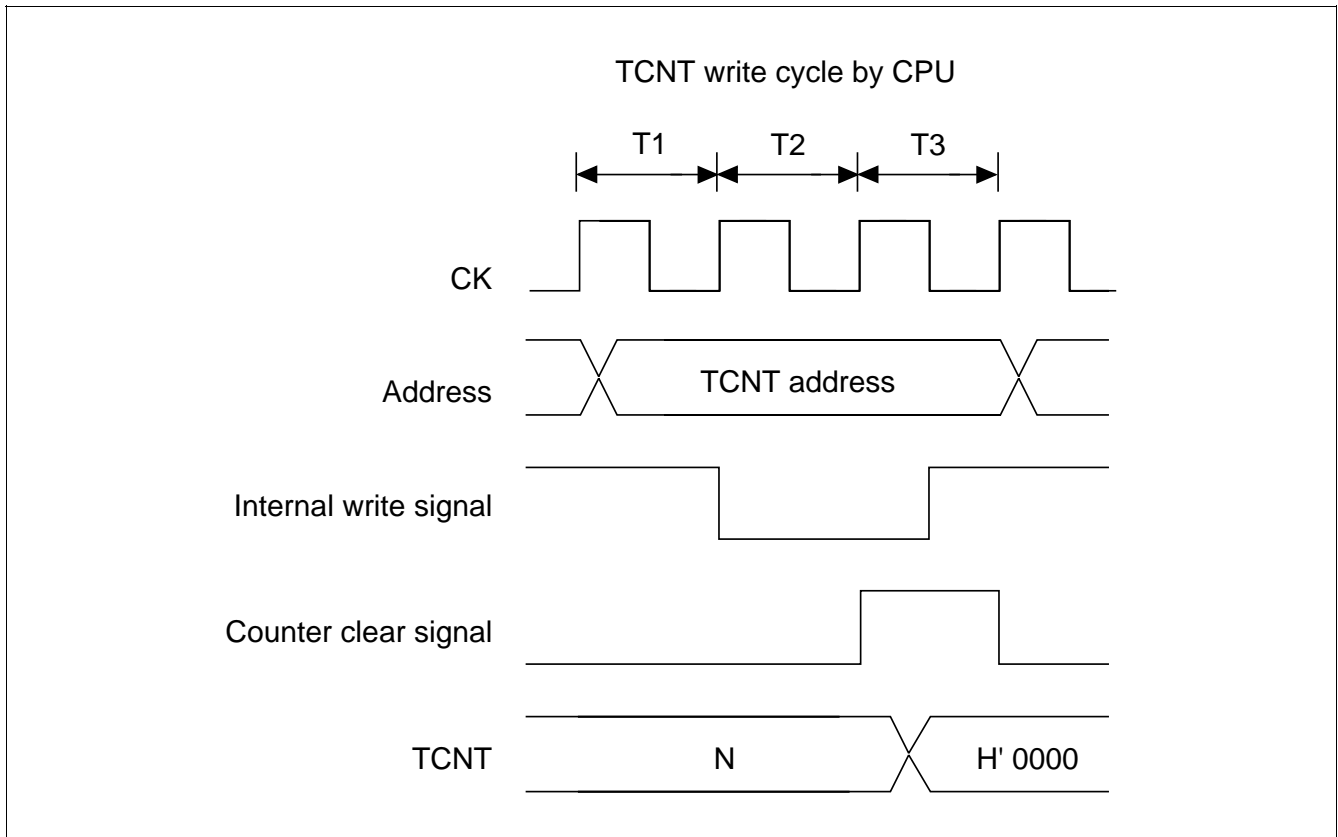 TCNT write cycle by CPU
T1 T2 T3
CK
Address TCNT address
Internal write signal
Counter clear signal
TCNT N H' 0000